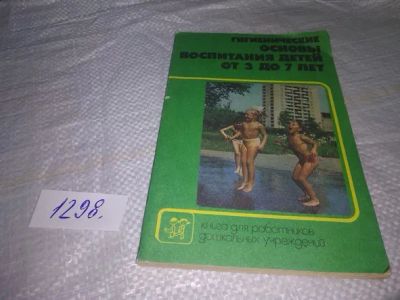 ГИГИЕНИЧЕСКИЕ
ОСНОВЫ
ВОСПИТАНИЯ ДЕТЕЙ
ОТ 3 ДО 7 ЛЕТ
1298.
книга для работников
дошкольных учреждений